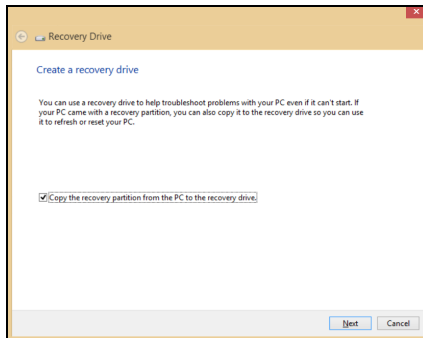 Recovery Drive
Create a recovery drive
You can use a recovery drive to help troubleshoot problems with your PC even if it can't start. If
your PC came with a recovery partition, you can also copy it to the recovery drive so you can use
it to refresh or reset your PC.
Copy the recovery partition from the PC to the recovery drive.
Next Cancel